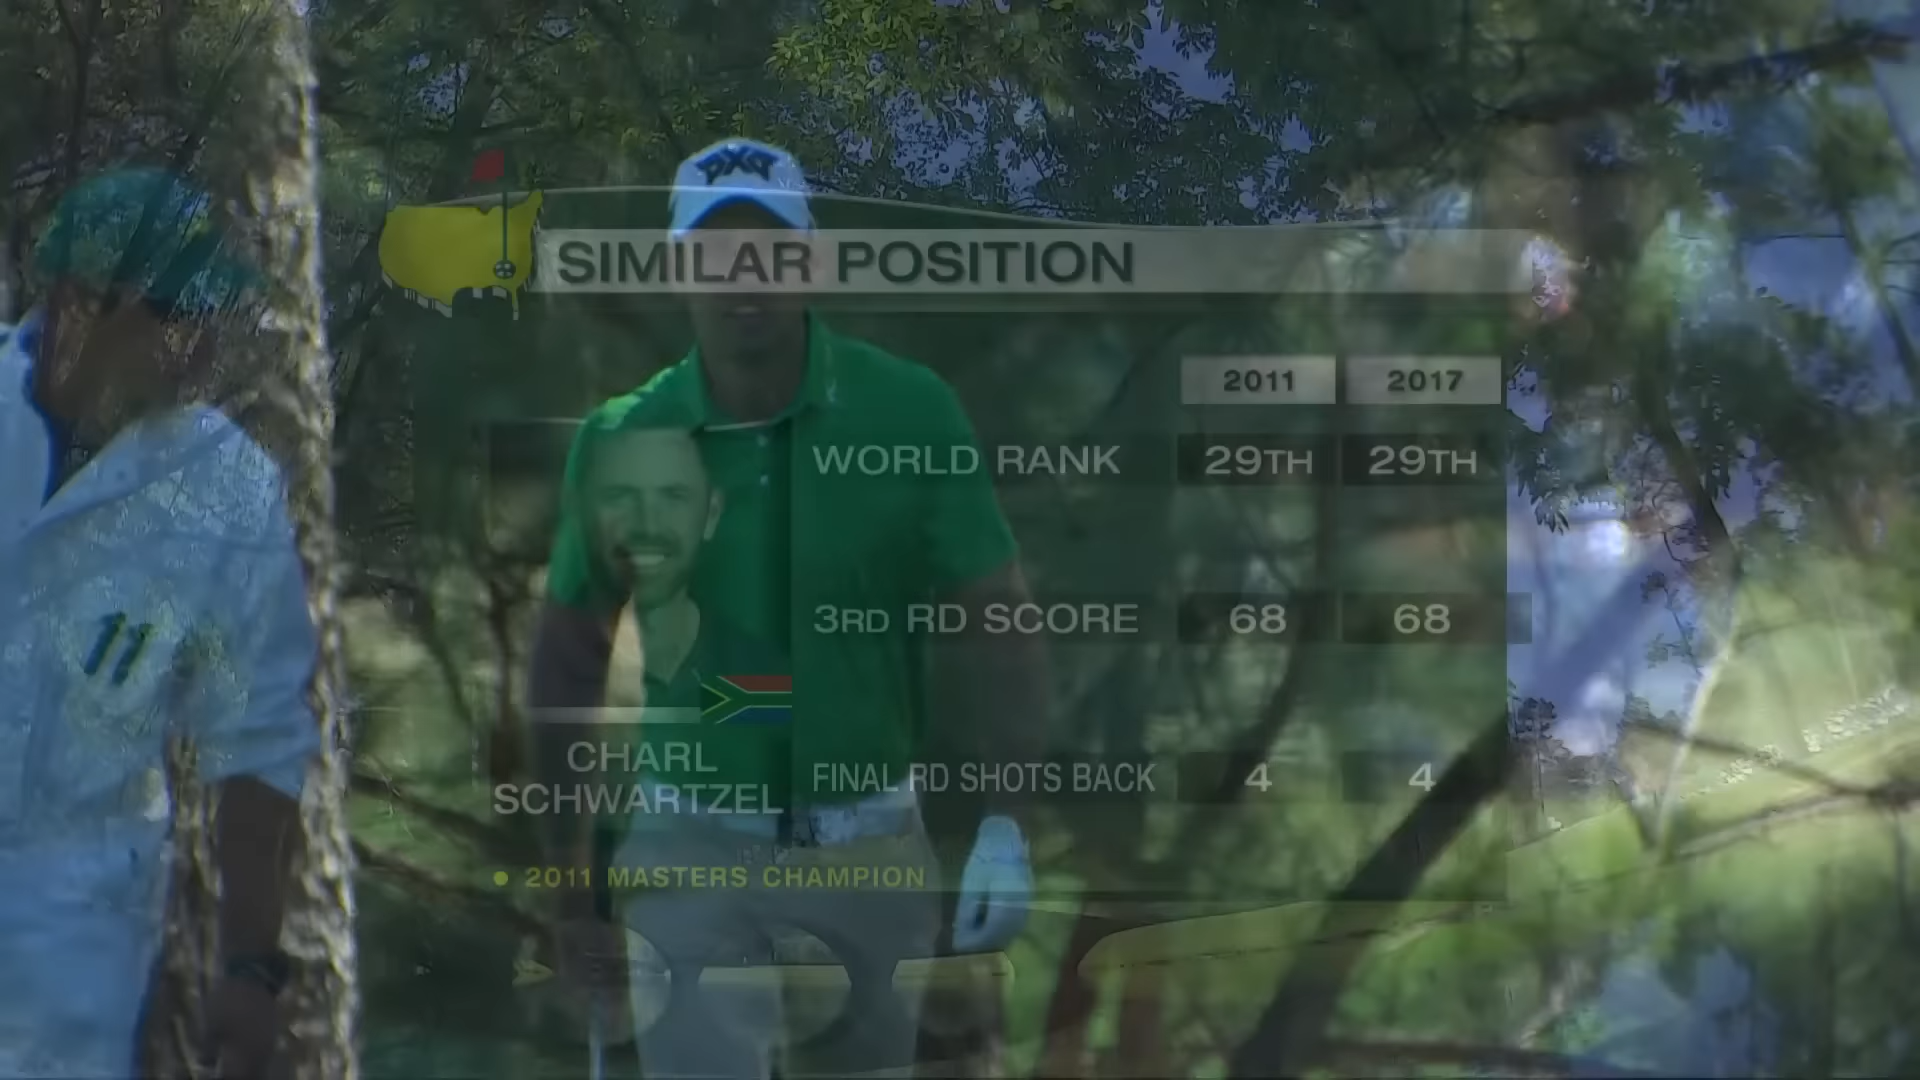 PXG
SIMILAR POSITION
2011 2017
WORLD RANK 29TH 29TH
3RD RD SCORE 68 68
FINAL RD SHOTS BACK 4 4
CHARL
SCHWARTZEL
• 2011 MASTERS CHAMPION
11